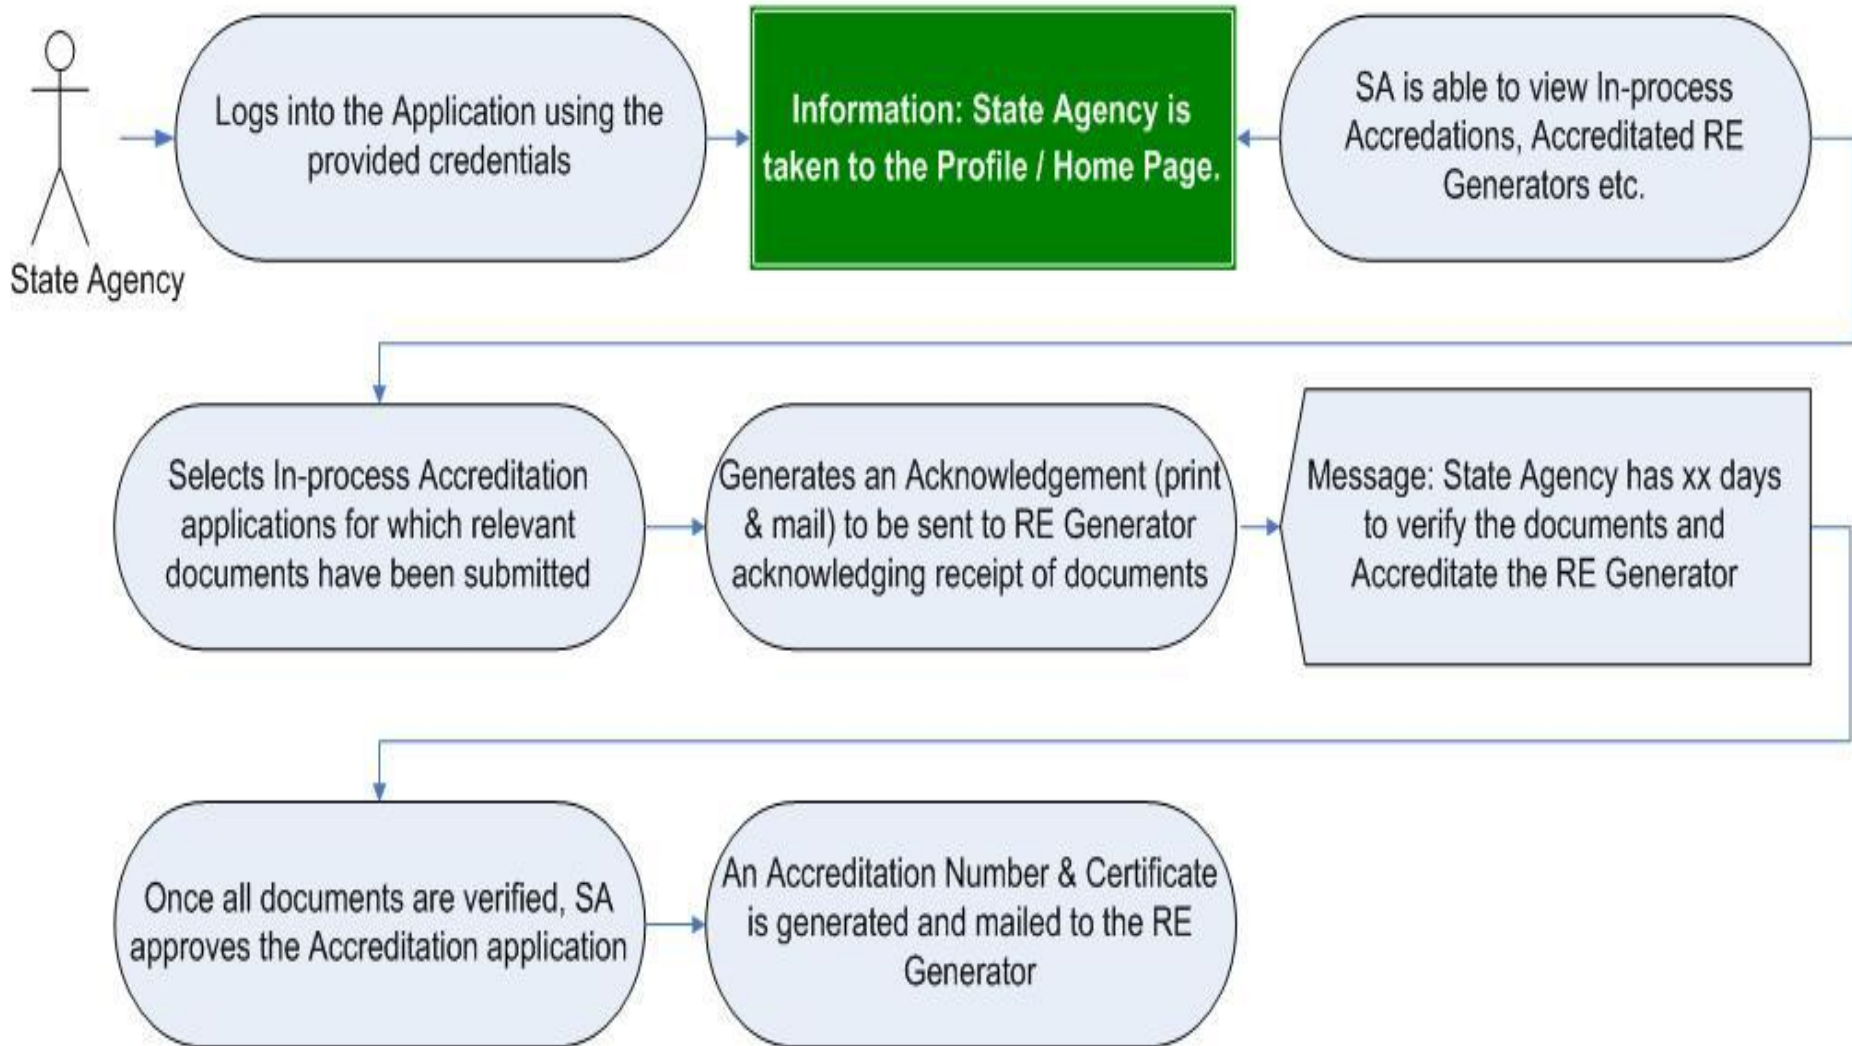 Logs into the Application using the
provided credentials
Information: State Agency is
taken to the Profile / Home Page.
SA is able to view In-process
Accredations, Accreditated RE
Generators etc.
State Agency
Selects In-process Accreditation
applications for which relevant
documents have been submitted
Generates an Acknowledgement (print
& mail) to be sent to RE Generator
acknowledging receipt of documents
Message: State Agency has xx days
to verify the documents and
Accreditate the RE Generator
Once all documents are verified, SA
approves the Accreditation application
An Accreditation Number & Certificate
is generated and mailed to the RE
Generator